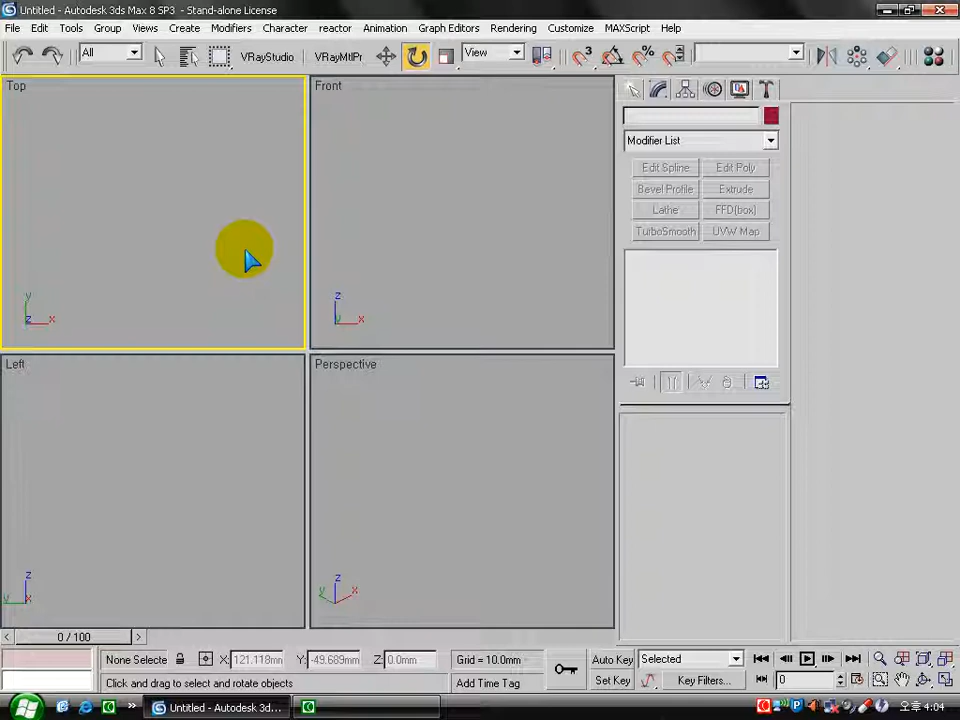 Untitled - Autodesk 3ds Max 8 SP3 - Stand-alone License
File Edit Tools Group Views Create Modifiers Character reactor Animation Graph Editors Rendering Customize MAXScript Help
All VRayStudio VRayMtlPr View 3 %
Top Front
Modifier List
Edit Spline Edit Poly
Bevel Profile Extrude
Lathe FFD(box)
TurboSmooth UVW Map
y z x z y x
Left Perspective
z y x z y x
< 0 / 100 >
None Selecte X: 121.118mm Y: -49.689mm Z: 0.0mm Grid = 10.0mm Auto Key Selected
Click and drag to select and rotate objects Add Time Tag Set Key Key Filters... 0
» Untitled - Autodesk 3d... 오후 4:04